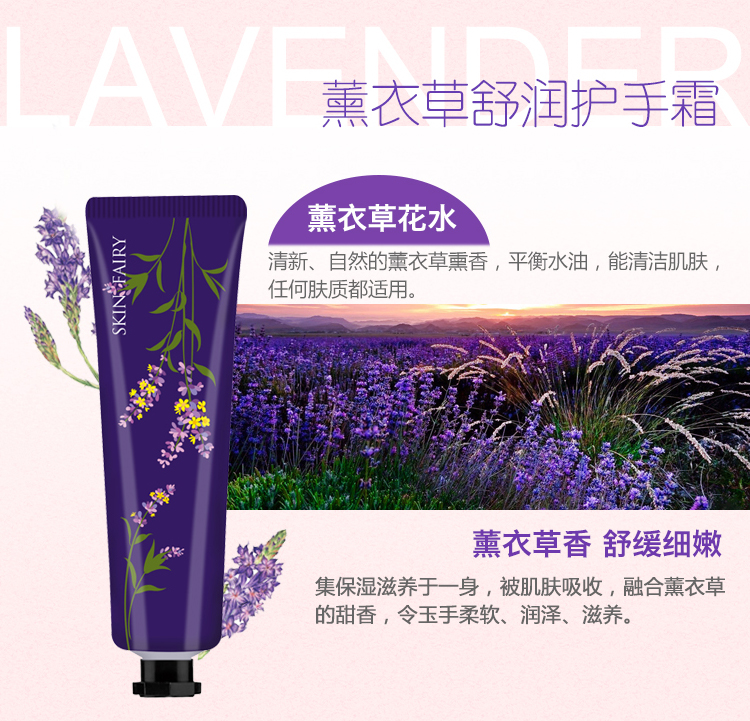 LAVENDER
薰衣草舒润护手霜
SKIN FAIRY
薰衣草花水
清新、自然的薰衣草熏香，平衡水油，能清洁肌肤，
任何肤质都适用。
薰衣草香 舒缓细嫩
集保湿滋养于一身，被肌肤吸收，融合薰衣草
的甜香，令玉手柔软、润泽、滋养。